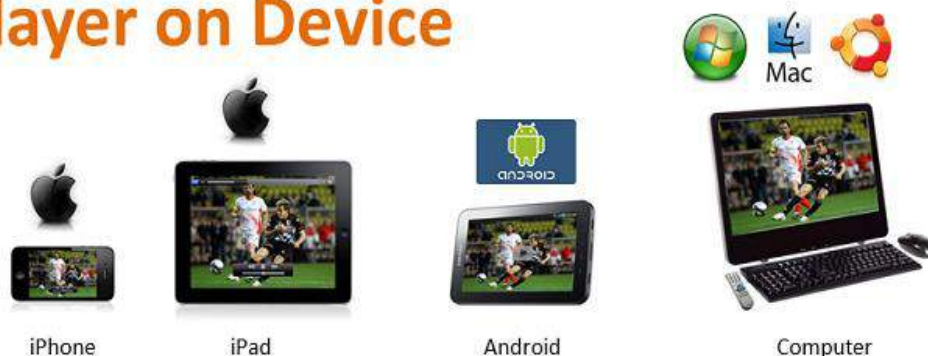 layer on Device
Mac
android
iPhone
iPad
Android
Computer